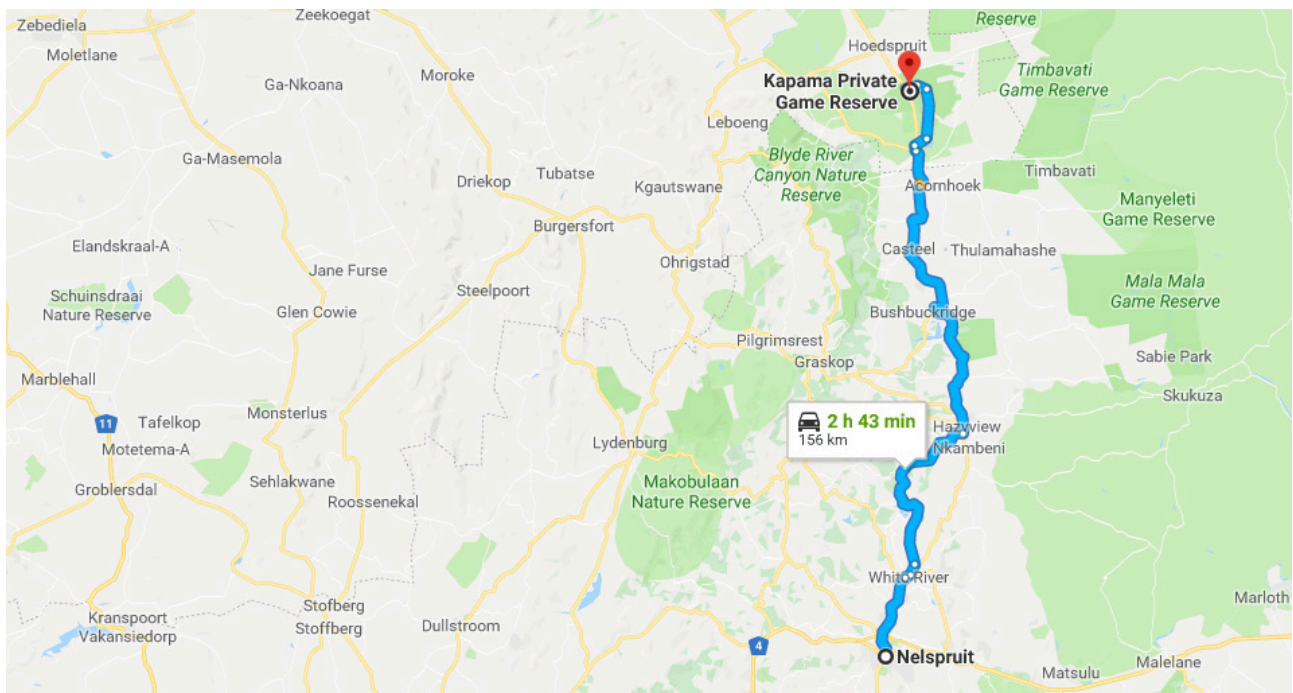 Zeekoegat
Zebediela
Moletlane
Reserve
Hoedspruit
Moroke
Ga-Nkoana
Kapama Private
Game Reserve
Timbavati
Game Reserve
Leboeng
Ga-Masemola
Blyde River
Canyon Nature
Reserve
Tubatse
Driekop
Kgautswane
Acornhoek
Timbavati
Manyeleti
Game Reserve
Burgersfort
Elandskraal-A
Casteel
Thulamahashe
Ohrigstad
Jane Furse
Steelpoort
Mala Mala
Game Reserve
Schuinsdraai
Nature Reserve
Glen Cowie
Bushbuckridge
Pilgrimsrest
Graskop
Sabie Park
Marblehall
Skukuza
Monsterlus
Tafelkop
11
Motetema-A
2 h 43 min
156 km
Hazyview
Nkambeni
Lydenburg
Sehlakwane
Groblersdal
Roossenekal
Makobulaan
Nature Reserve
White River
Marloth
Stofberg
Stoffberg
Kranspoort
Vakansiedorp
Dullstroom
4
Nelspruit
Matsulu
Malelane